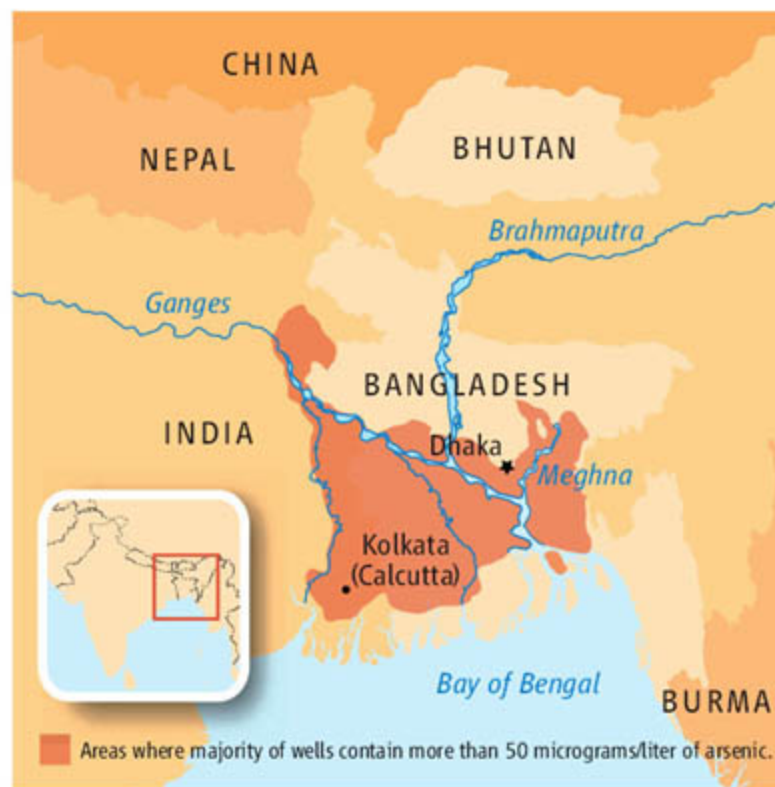 CHINA
NEPAL
BHUTAN
Brahmaputra
Ganges
BANGLADESH
INDIA
Dhaka
Meghna
Kolkata
(Calcutta)
Bay of Bengal
BURMA
Areas where majority of wells contain more than 50 micrograms/liter of arsenic.